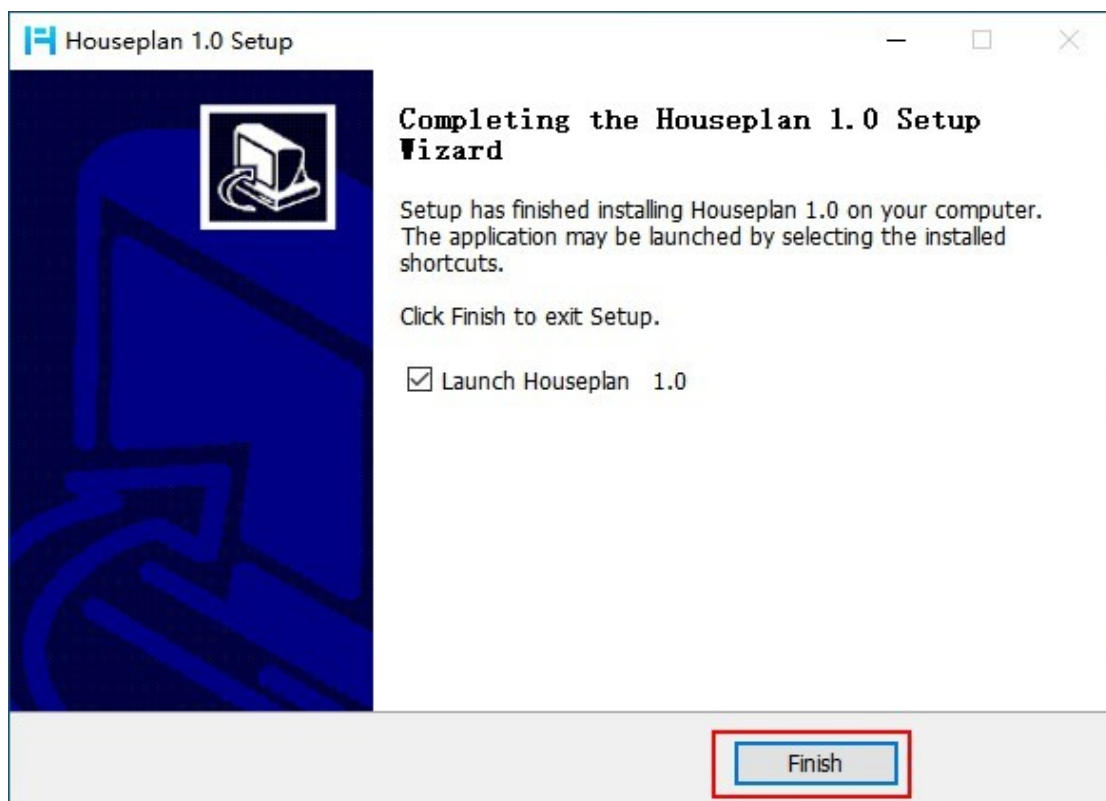 Houseplan 1.0 Setup
Completing the Houseplan 1.0 Setup
Wizard
Setup has finished installing Houseplan 1.0 on your computer.
The application may be launched by selecting the installed
shortcuts.
Click Finish to exit Setup.
Launch Houseplan 1.0
Finish